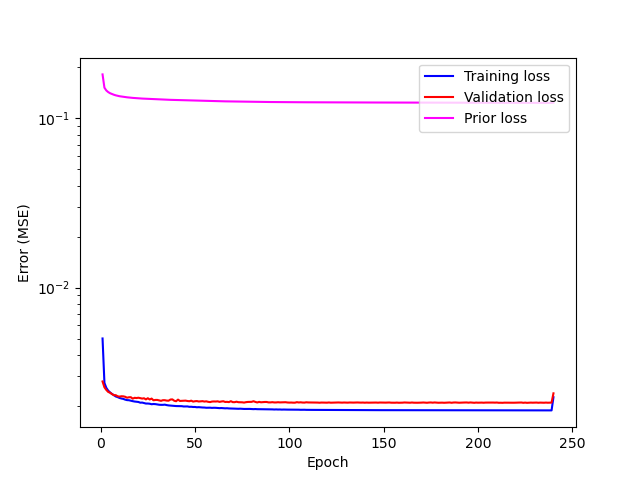 Training loss
Validation loss
Prior loss
10⁻¹
10⁻²
Error (MSE)
0 50 100 150 200 250
Epoch